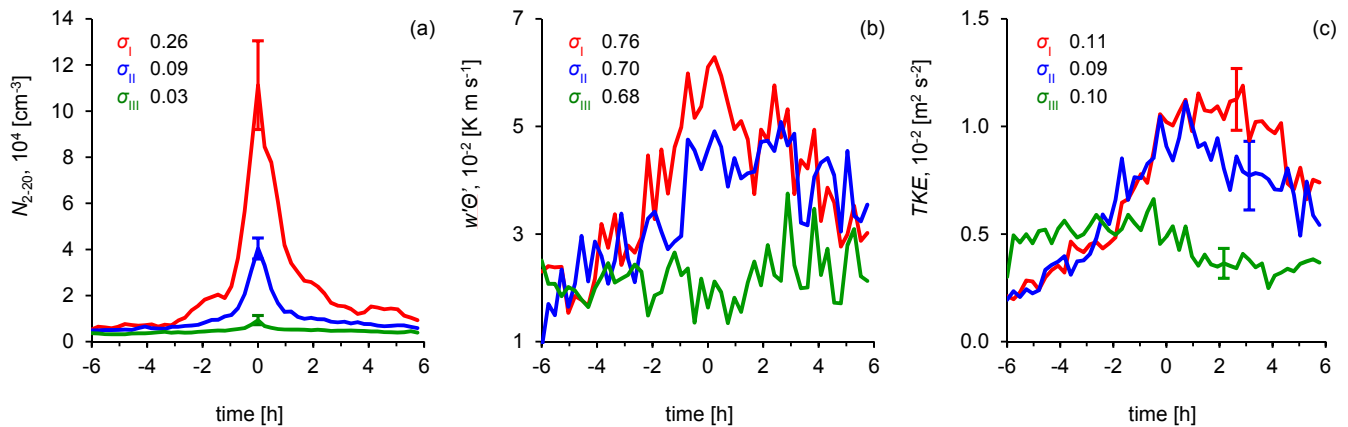 (a)
N2-20, 10⁴ [cm⁻³]
14
12
10
8
6
4
2
0
σI 0.26
σII 0.09
σIII 0.03
-6 -4 -2 0 2 4 6
time [h]
(b)
w'Θ', 10⁻² [K m s⁻¹]
7
5
3
1
σI 0.76
σII 0.70
σIII 0.68
-6 -4 -2 0 2 4 6
time [h]
(c)
TKE, 10⁻² [m² s⁻²]
1.5
1.0
0.5
0.0
σI 0.11
σII 0.09
σIII 0.10
-6 -4 -2 0 2 4 6
time [h]